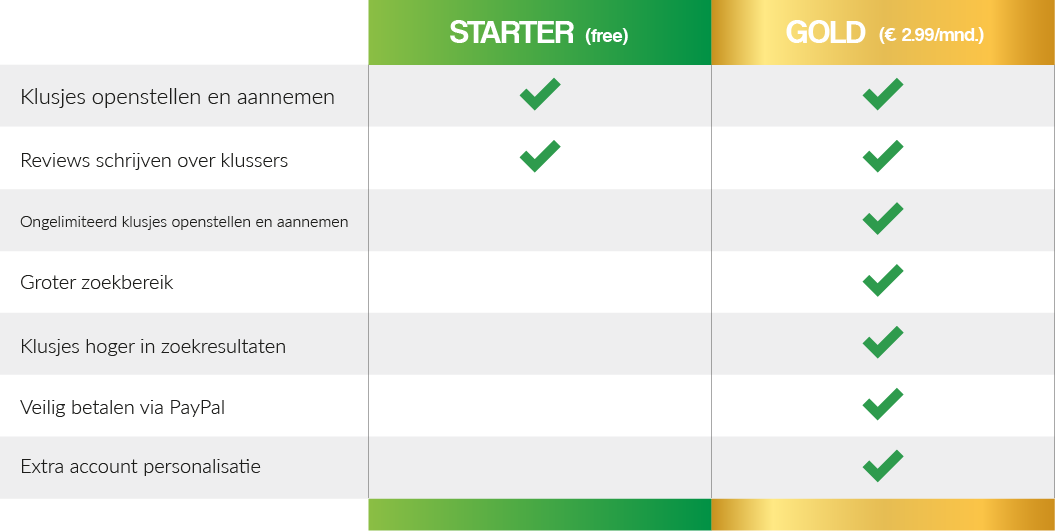 STARTER (free) GOLD (€ 2.99/mnd.)
Klusjes openstellen en aannemen
Reviews schrijven over klussers
Ongelimiteerd klusjes openstellen en aannemen
Groter zoekbereik
Klusjes hoger in zoekresultaten
Veilig betalen via PayPal
Extra account personalisatie